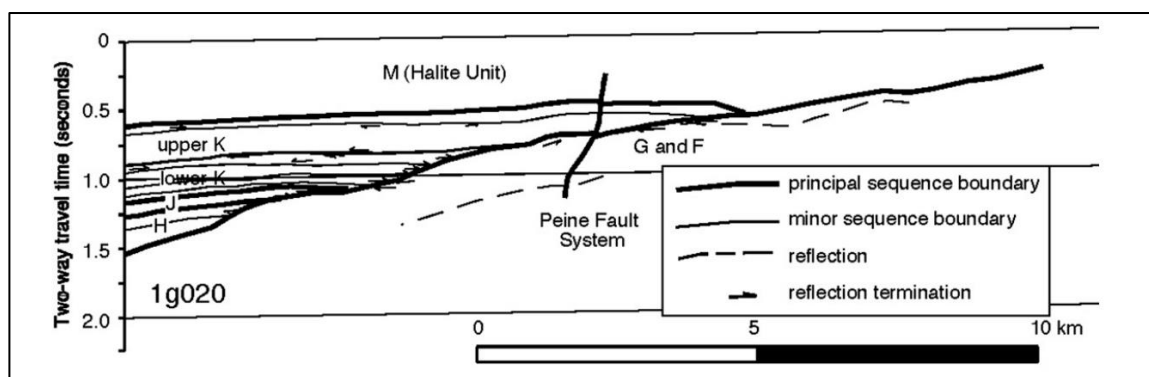 0
M (Halite Unit)
0.5
upper K
G and F
lower K
1.0
J
H
Peine Fault
System
1.5
1g020
2.0
Two-way travel time (seconds)
principal sequence boundary
minor sequence boundary
reflection
reflection termination
0
5
10 km